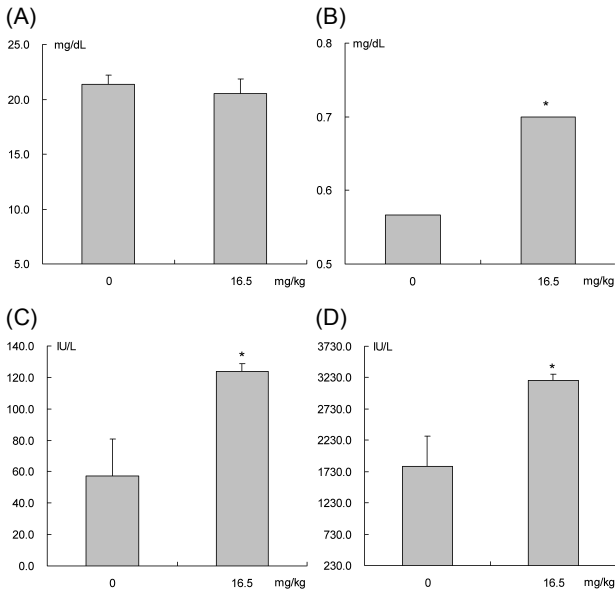 (A)
mg/dL
25.0
20.0
15.0
10.0
5.0
0 16.5 mg/kg
(B)
mg/dL
0.8
0.7
0.6
0.5
*
0 16.5 mg/kg
(C)
IU/L
140.0
120.0
100.0
80.0
60.0
40.0
20.0
0.0
*
0 16.5 mg/kg
(D)
IU/L
3730.0
3230.0
2730.0
2230.0
1730.0
1230.0
730.0
230.0
*
0 16.5 mg/kg